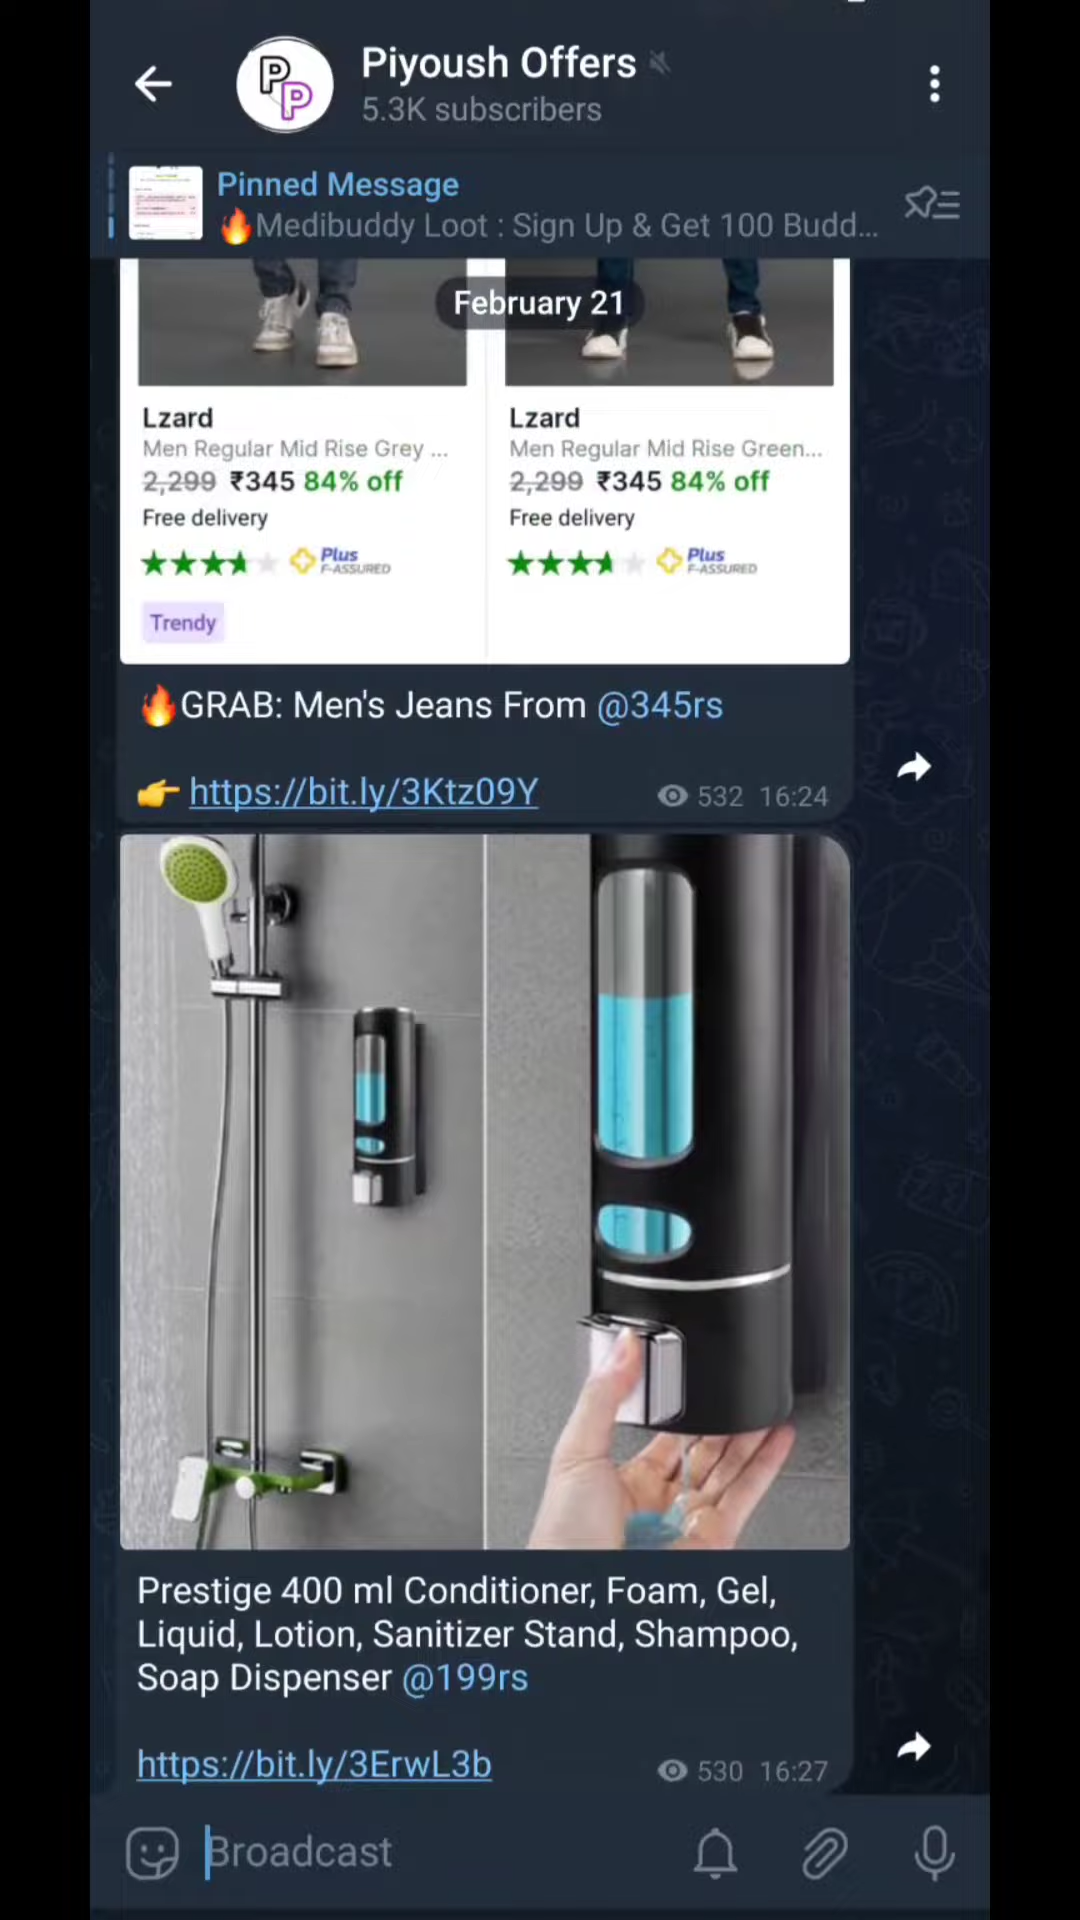 Piyoush Offers
5.3K subscribers
Pinned Message
🔥Medibuddy Loot : Sign Up & Get 100 Budd...
February 21
Lzard
Men Regular Mid Rise Grey ...
2,299 ₹345 84% off
Free delivery
Plus
F-ASSURED
Trendy
Lzard
Men Regular Mid Rise Green...
2,299 ₹345 84% off
Free delivery
Plus
F-ASSURED
🔥GRAB: Men's Jeans From @345rs
👉 https://bit.ly/3Ktz09Y
532 16:24
Prestige 400 ml Conditioner, Foam, Gel,
Liquid, Lotion, Sanitizer Stand, Shampoo,
Soap Dispenser @199rs
https://bit.ly/3ErwL3b
530 16:27
Broadcast